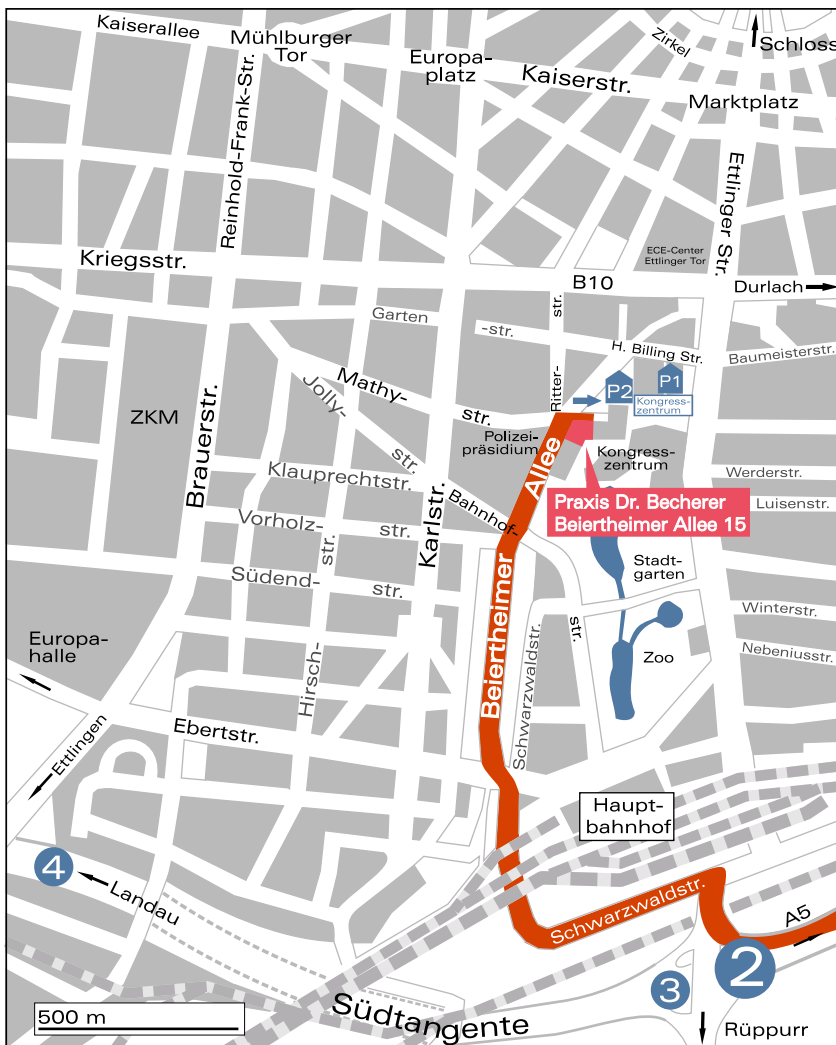 Kaiserallee
Mühlburger
Tor
Europa-
platz
Zirkel
Schloss
Kaiserstr.
Marktplatz
Reinhold-Frank-Str.
Ettlinger Str.
ECE-Center
Ettlinger Tor
Kriegsstr.
B10
Durlach
Garten
-str.
Ritter-
str.
H. Billing Str.
Baumeisterstr.
P2
P1
Kongress-
zentrum
Mathy-
str.
Jolly-
str.
ZKM
Brauerstr.
Polizei-
präsidium
Kongress-
zentrum
Allee
Klauprechtstr.
Karlstr.
Bahnhof-
str.
Werderstr.
Praxis Dr. Becherer
Beiertheimer Allee 15
Luisenstr.
Vorholz-
str.
Südend-
str.
Hirsch-
str.
Beiertheimer
Stadt-
garten
Schwarzwaldstr.
Winterstr.
Zoo
Nebeniusstr.
Europa-
halle
Ettlingen
Ebertstr.
Haupt-
bahnhof
4
Landau
Schwarzwaldstr.
A5
2
3
Südtangente
Rüppurr
500 m